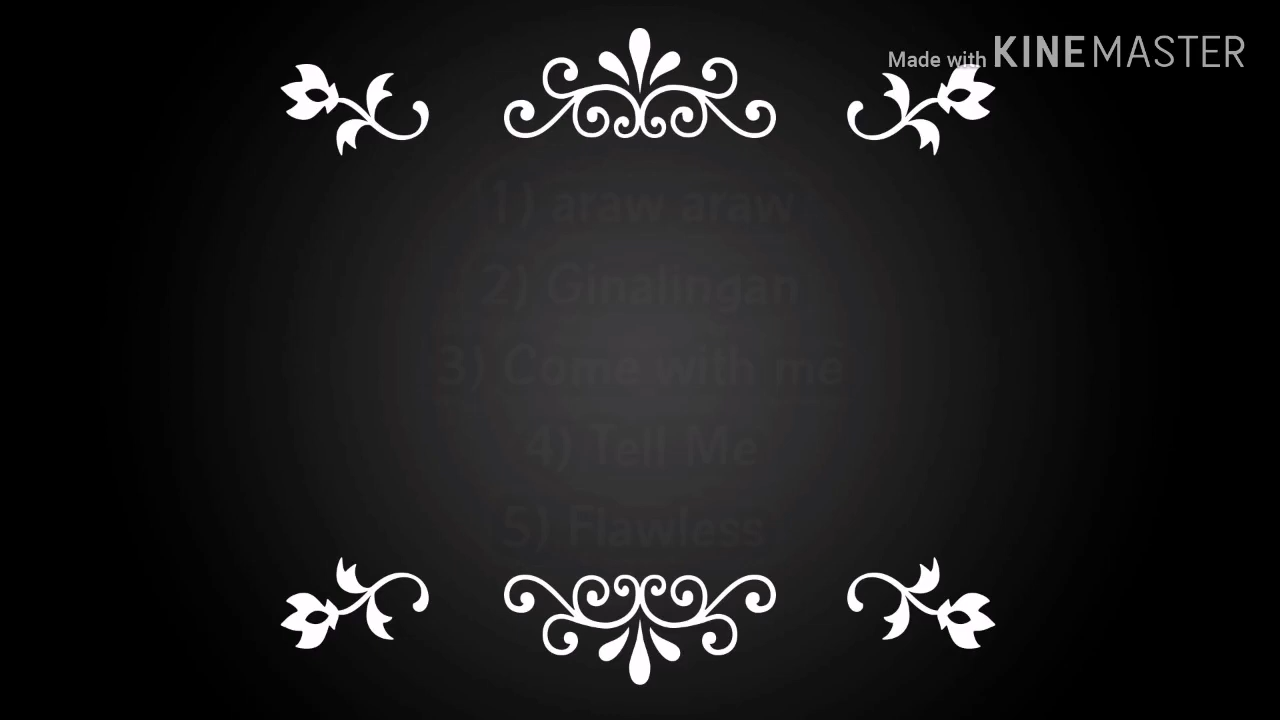 Made with KINEMASTER
1) araw araw
2) Ginalingan
3) Come with me
4) Tell Me
5) Flawless